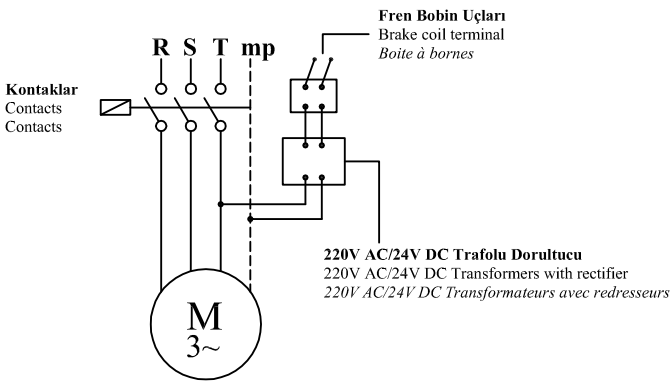 Fren Bobin Uçları
Brake coil terminal
Boite à bornes
R S T mp
Kontaklar
Contacts
Contacts
220V AC/24V DC Trafolu Dorultucu
220V AC/24V DC Transformers with rectifier
220V AC/24V DC Transformateurs avec redresseurs
M
3~